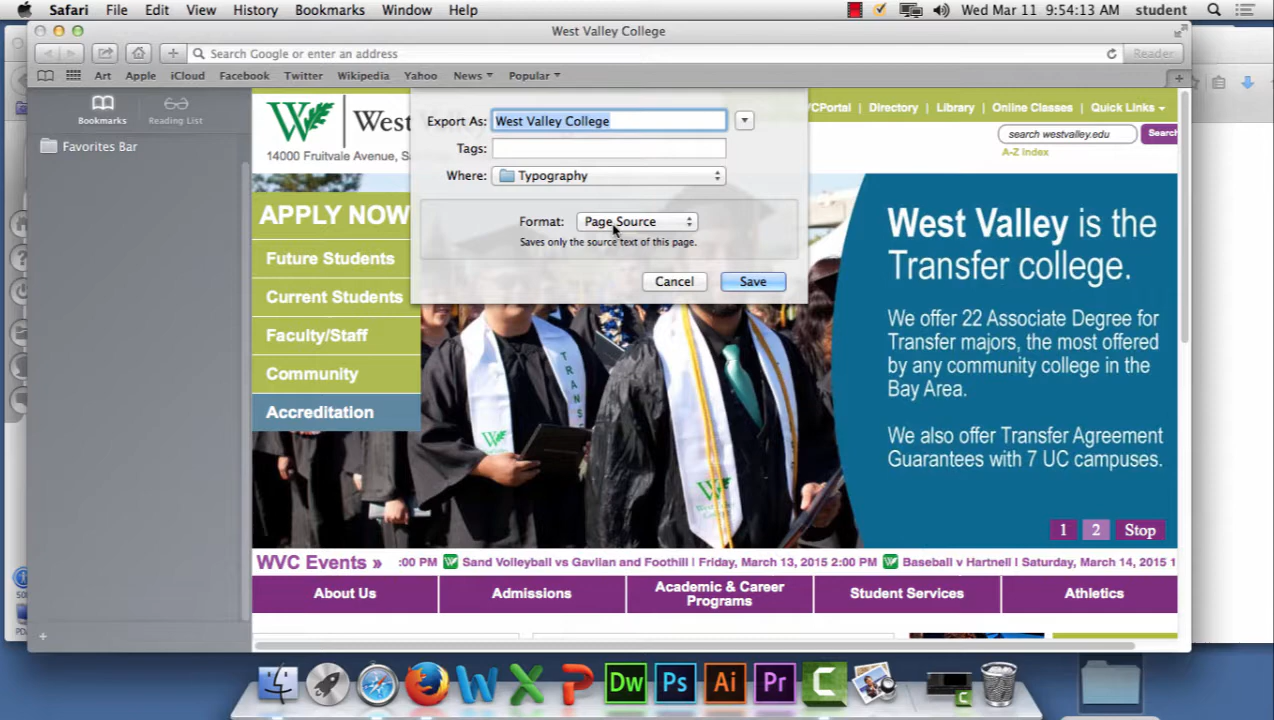 Safari File Edit View History Bookmarks Window Help Wed Mar 11 9:54:13 AM student
West Valley College
Search Google or enter an address Reader
Art Apple iCloud Facebook Twitter Wikipedia Yahoo News Popular
Bookmarks Reading List
Favorites Bar
W West
14000 Fruitvale Avenue, S
Export As: West Valley College
Tags:
Where: Typography
Format: Page Source
Saves only the source text of this page.
Cancel Save
CPortal Directory Library Online Classes Quick Links
search westvalley.edu Search
A-Z Index
APPLY NOW
Future Students
Current Students
Faculty/Staff
Community
Accreditation
TRANS
West Valley is the
Transfer college.
We offer 22 Associate Degree for
Transfer majors, the most offered
by any community college in the
Bay Area.
We also offer Transfer Agreement
Guarantees with 7 UC campuses.
1 2 Stop
WVC Events » :00 PM Sand Volleyball vs Gavilan and Foothill | Friday, March 13, 2015 2:00 PM Baseball v Hartnell | Saturday, March 14, 2015 1
About Us Admissions Academic & Career Programs Student Services Athletics
W X P Dw Ps Ai Pr C